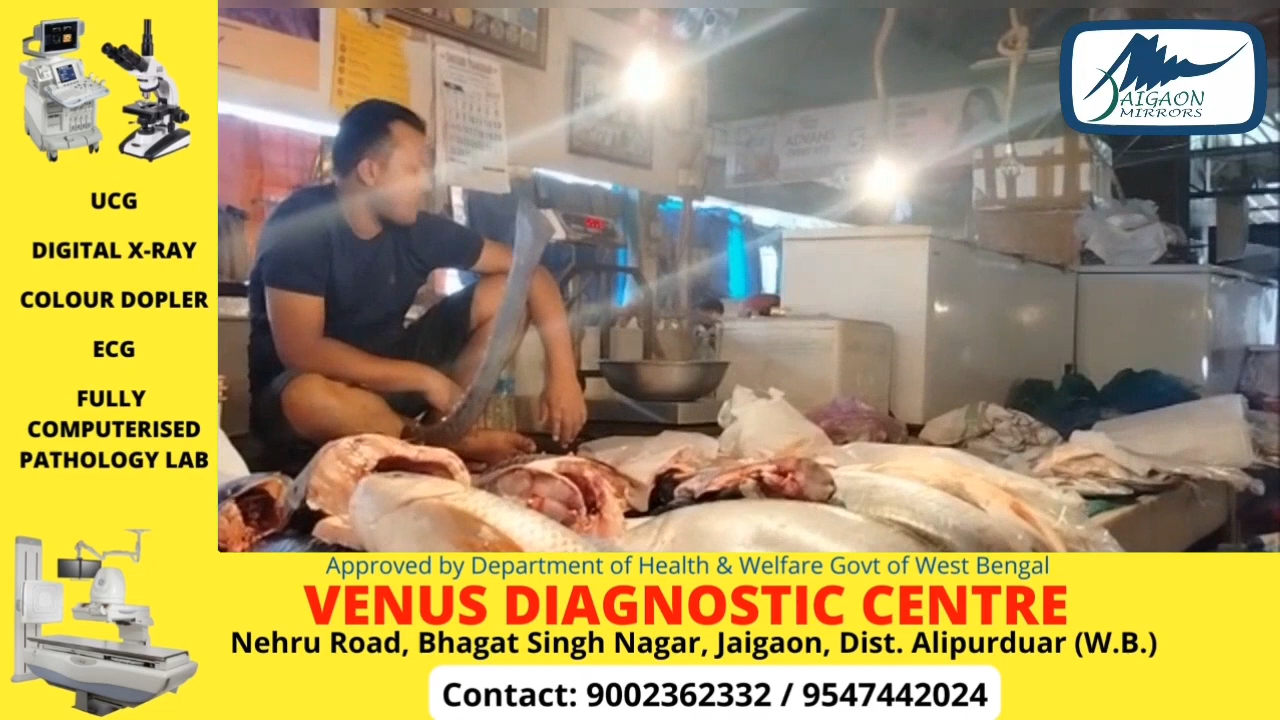 UCG
DIGITAL X-RAY
COLOUR DOPLER
ECG
FULLY
COMPUTERISED
PATHOLOGY LAB
JAIGAON
MIRRORS
Approved by Department of Health & Welfare Govt of West Bengal
VENUS DIAGNOSTIC CENTRE
Nehru Road, Bhagat Singh Nagar, Jaigaon, Dist. Alipurduar (W.B.)
Contact: 9002362332 / 9547442024